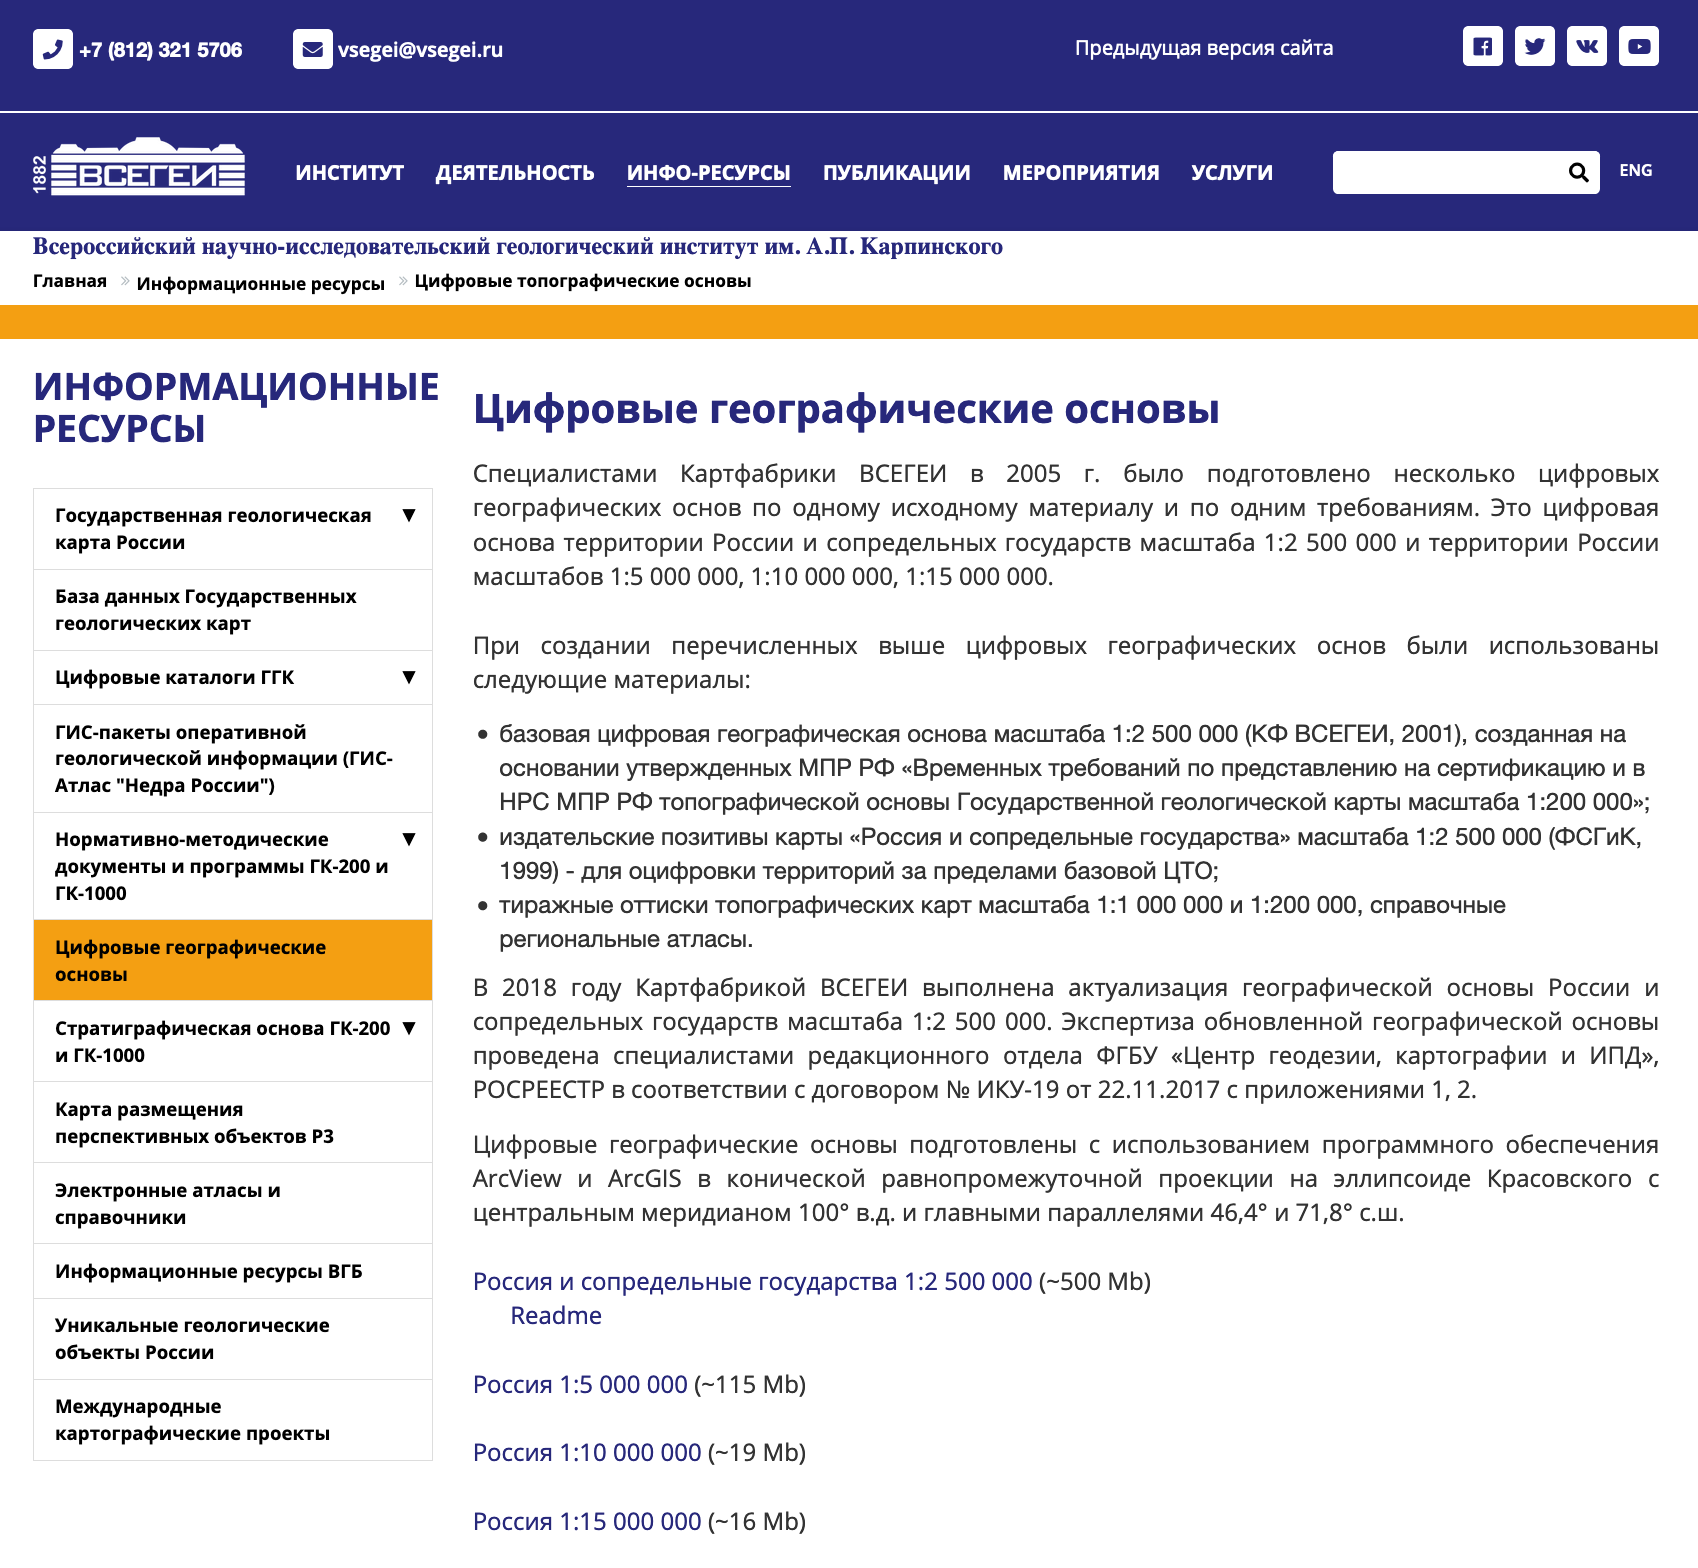 +7 (812) 321 5706
vsegei@vsegei.ru
Предыдущая версия сайта
1882
ВСЕГЕИ
ИНСТИТУТ
ДЕЯТЕЛЬНОСТЬ
ИНФО-РЕСУРСЫ
ПУБЛИКАЦИИ
МЕРОПРИЯТИЯ
УСЛУГИ
ENG
Всероссийский научно-исследовательский геологический институт им. А.П. Карпинского
Главная » Информационные ресурсы » Цифровые топографические основы
ИНФОРМАЦИОННЫЕ
РЕСУРСЫ
Государственная геологическая ▼
карта России
База данных Государственных
геологических карт
Цифровые каталоги ГГК ▼
ГИС-пакеты оперативной
геологической информации (ГИС-
Атлас "Недра России")
Нормативно-методические ▼
документы и программы ГК-200 и
ГК-1000
Цифровые географические
основы
Стратиграфическая основа ГК-200 ▼
и ГК-1000
Карта размещения
перспективных объектов РЗ
Электронные атласы и
справочники
Информационные ресурсы ВГБ
Уникальные геологические
объекты России
Международные
картографические проекты
Цифровые географические основы
Специалистами Картфабрики ВСЕГЕИ в 2005 г. было подготовлено несколько цифровых
географических основ по одному исходному материалу и по одним требованиям. Это цифровая
основа территории России и сопредельных государств масштаба 1:2 500 000 и территории России
масштабов 1:5 000 000, 1:10 000 000, 1:15 000 000.
При создании перечисленных выше цифровых географических основ были использованы
следующие материалы:
• базовая цифровая географическая основа масштаба 1:2 500 000 (КФ ВСЕГЕИ, 2001), созданная на
основании утвержденных МПР РФ «Временных требований по представлению на сертификацию и в
НРС МПР РФ топографической основы Государственной геологической карты масштаба 1:200 000»;
• издательские позитивы карты «Россия и сопредельные государства» масштаба 1:2 500 000 (ФСГиК,
1999) - для оцифровки территорий за пределами базовой ЦТО;
• тиражные оттиски топографических карт масштаба 1:1 000 000 и 1:200 000, справочные
региональные атласы.
В 2018 году Картфабрикой ВСЕГЕИ выполнена актуализация географической основы России и
сопредельных государств масштаба 1:2 500 000. Экспертиза обновленной географической основы
проведена специалистами редакционного отдела ФГБУ «Центр геодезии, картографии и ИПД»,
РОСРЕЕСТР в соответствии с договором № ИКУ-19 от 22.11.2017 с приложениями 1, 2.
Цифровые географические основы подготовлены с использованием программного обеспечения
ArcView и ArcGIS в конической равнопромежуточной проекции на эллипсоиде Красовского с
центральным меридианом 100° в.д. и главными параллелями 46,4° и 71,8° с.ш.
Россия и сопредельные государства 1:2 500 000 (~500 Mb)
Readme
Россия 1:5 000 000 (~115 Mb)
Россия 1:10 000 000 (~19 Mb)
Россия 1:15 000 000 (~16 Mb)